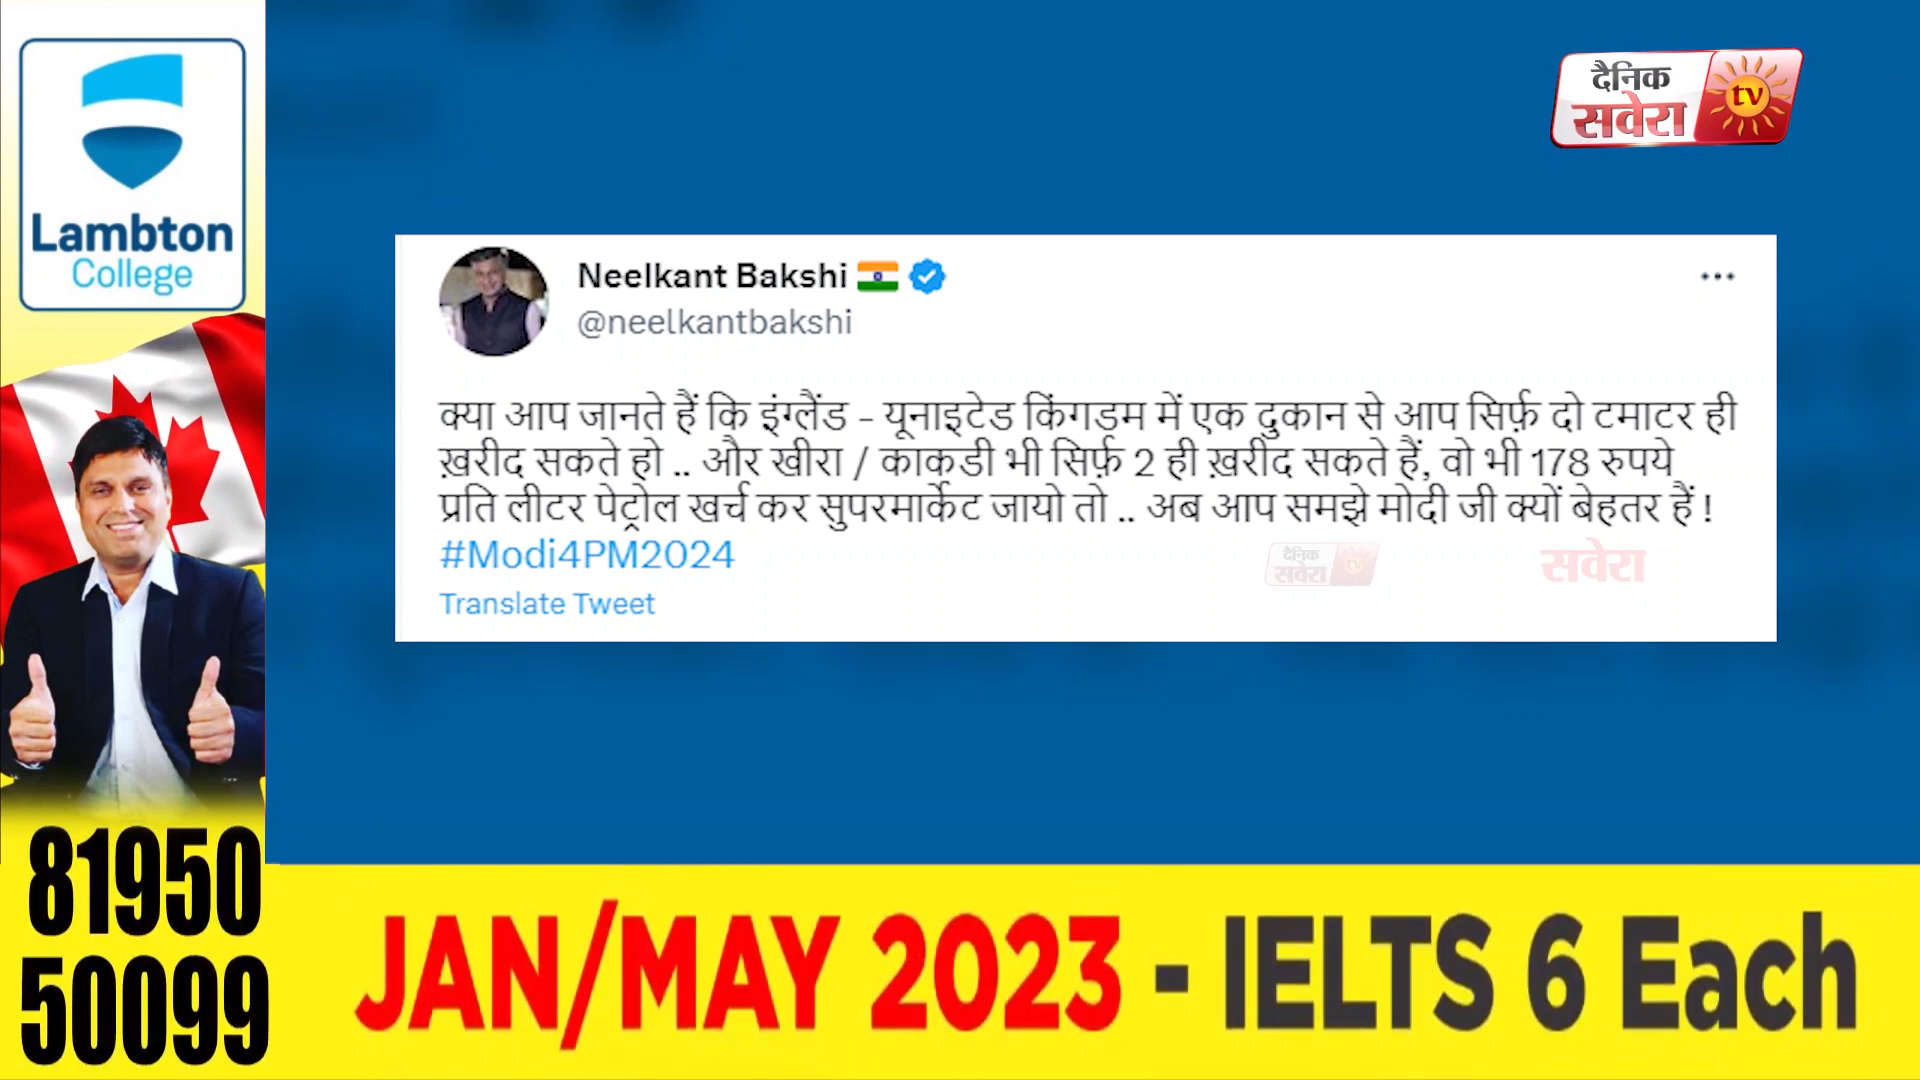 Lambton
College
दैनिक
सवेरा
tv
Neelkant Bakshi
@neelkantbakshi
क्या आप जानते हैं कि इंग्लैंड - यूनाइटेड किंगडम में एक दुकान से आप सिर्फ़ दो टमाटर ही
ख़रीद सकते हो .. और खीरा / काकडी भी सिर्फ़ 2 ही ख़रीद सकते हैं, वो भी 178 रुपये
प्रति लीटर पेट्रोल खर्च कर सुपरमार्केट जायो तो .. अब आप समझे मोदी जी क्यों बेहतर हैं !
#Modi4PM2024
Translate Tweet
दैनिक
सवेरा
tv
सवेरा
81950
50099
JAN/MAY 2023 - IELTS 6 Each